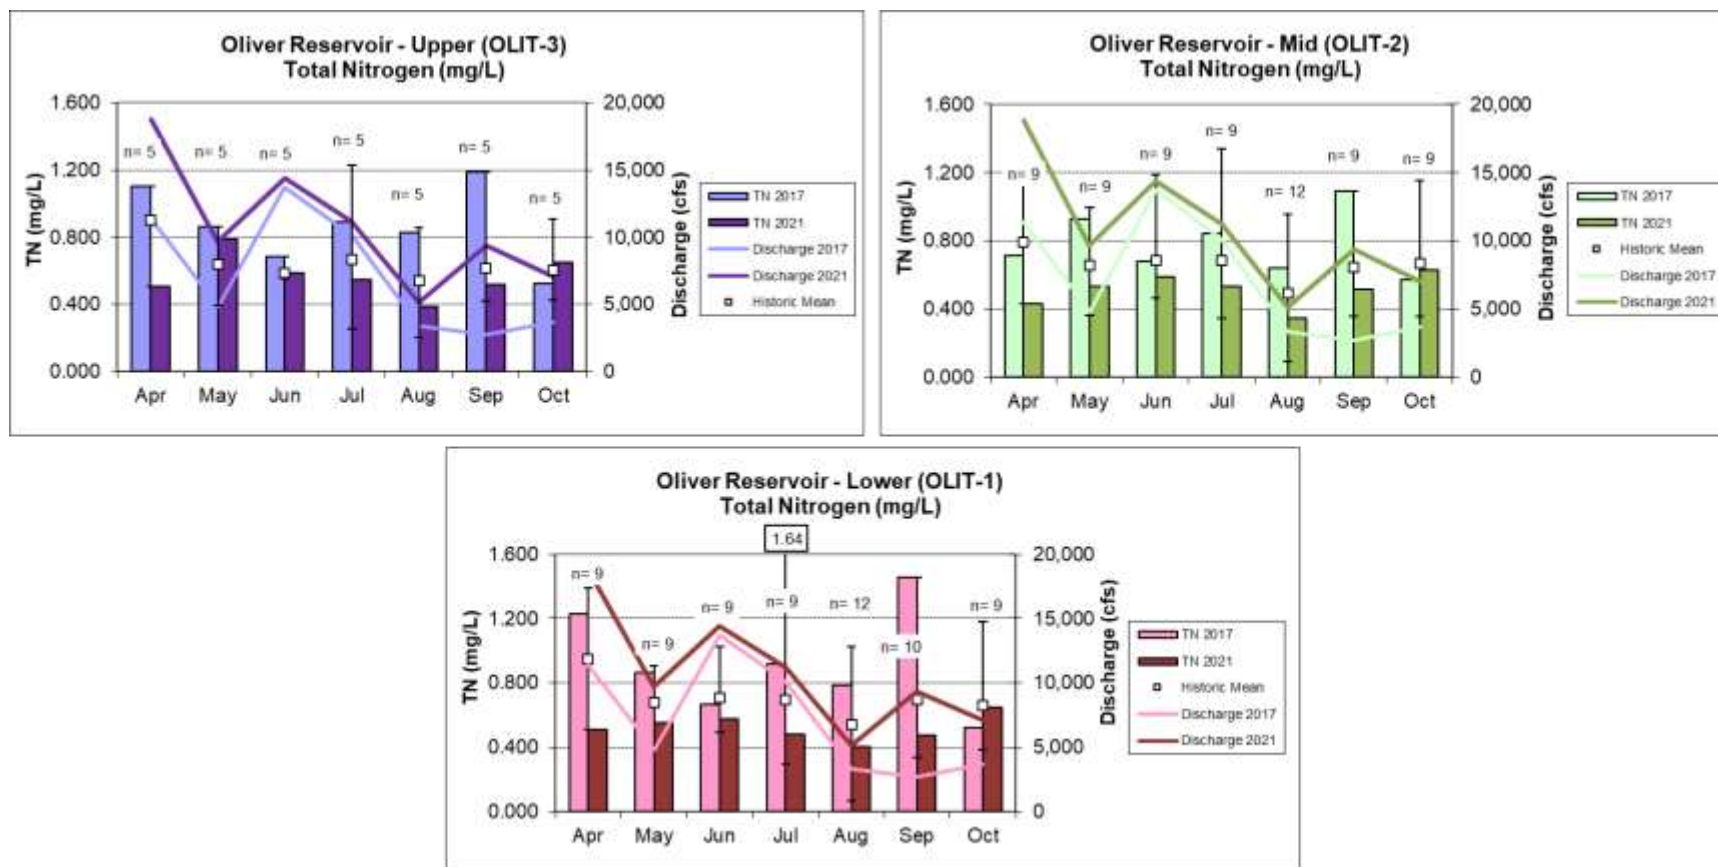 Oliver Reservoir - Upper (OLIT-3)
Total Nitrogen (mg/L)
TN (mg/L)
1.600
1.200
0.800
0.400
0.000
n= 5
n= 5
n= 5
n= 5
n= 5
n= 5
n= 5
Apr May Jun Jul Aug Sep Oct
20,000
15,000
10,000
5,000
0
Discharge (cfs)
TN 2017
TN 2021
Discharge 2017
Discharge 2021
Historic Mean
Oliver Reservoir - Mid (OLIT-2)
Total Nitrogen (mg/L)
TN (mg/L)
1.600
1.200
0.800
0.400
0.000
n= 9
n= 9
n= 9
n= 9
n= 12
n= 9
n= 9
Apr May Jun Jul Aug Sep Oct
20,000
15,000
10,000
5,000
0
Discharge (cfs)
TN 2017
TN 2021
Historic Mean
Discharge 2017
Discharge 2021
Oliver Reservoir - Lower (OLIT-1)
Total Nitrogen (mg/L)
1.64
TN (mg/L)
1.600
1.200
0.800
0.400
0.000
n= 9
n= 9
n= 9
n= 9
n= 12
n= 10
n= 9
Apr May Jun Jul Aug Sep Oct
20,000
15,000
10,000
5,000
0
Discharge (cfs)
TN 2017
TN 2021
Historic Mean
Discharge 2017
Discharge 2021